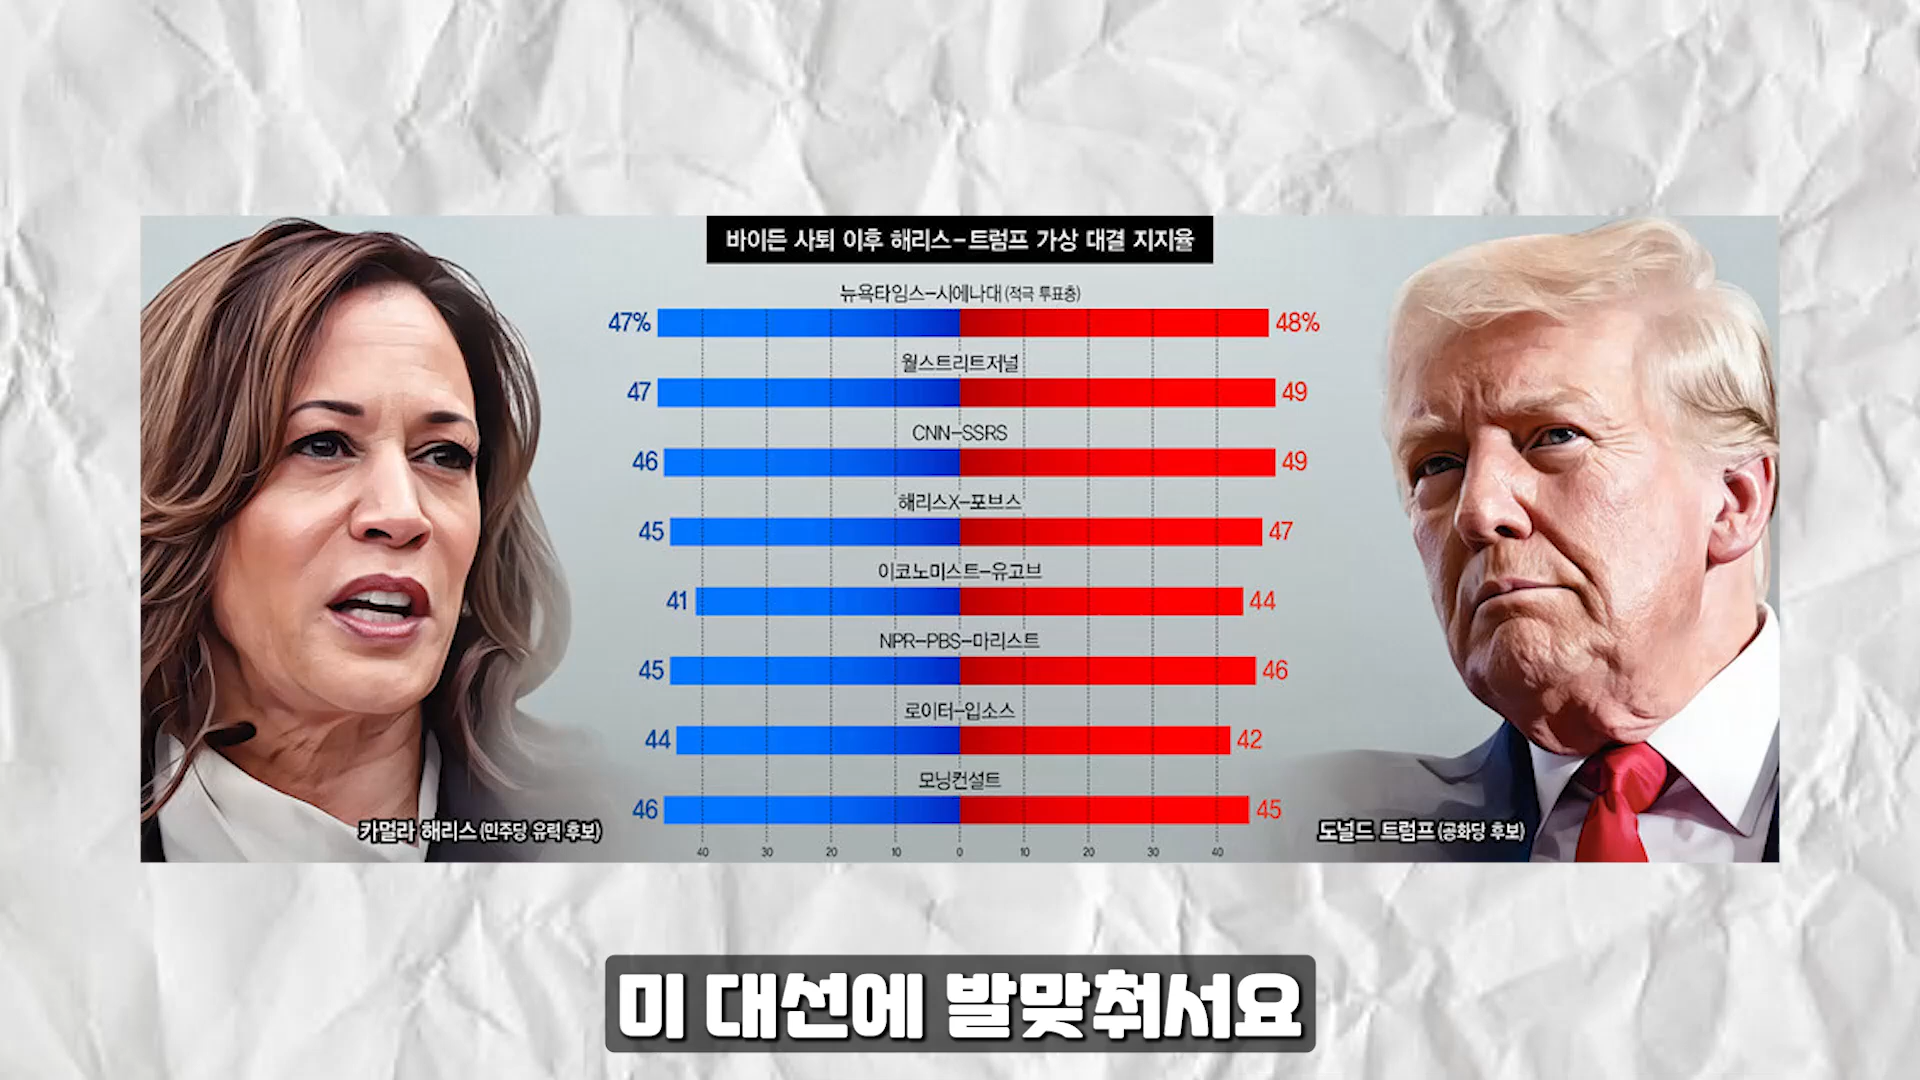 바이든 사퇴 이후 해리스-트럼프 가상 대결 지지율
뉴욕타임스-시에나대 (적극 투표층)
47% 48%
월스트리트저널
47 49
CNN-SSRS
46 49
해리스X-포브스
45 47
이코노미스트-유고브
41 44
NPR-PBS-마리스트
45 46
로이터-입소스
44 42
모닝컨설트
46 45
카멀라 해리스 (민주당 유력 후보)
도널드 트럼프 (공화당 후보)
40 30 20 10 0 10 20 30 40
미 대선에 발맞춰서요